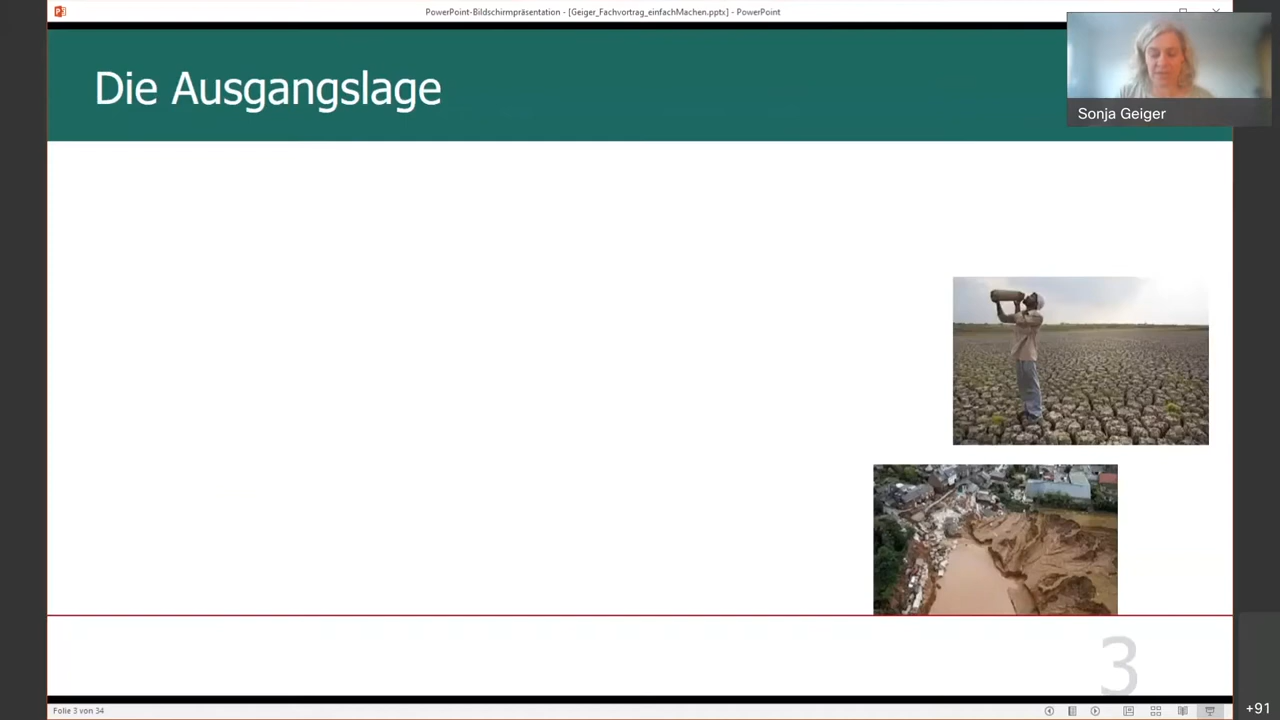 PowerPoint-Bildschirmpräsentation - [Geiger_Fachvortrag_einfachMachen.pptx] - PowerPoint
Die Ausgangslage
Sonja Geiger
3
Folie 3 von 34
+91